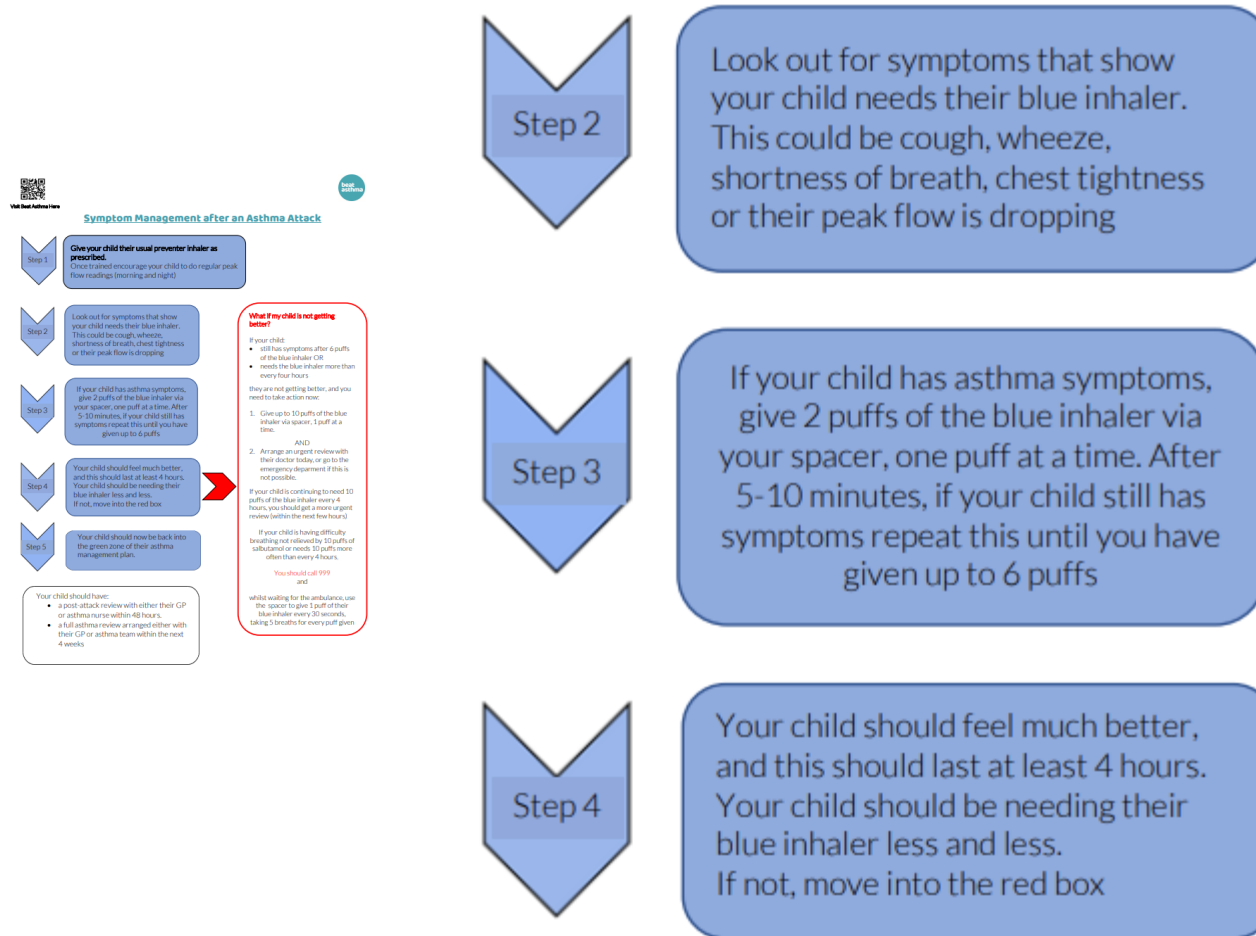 Visit Beat Asthma Here
beat
asthma
Symptom Management after an Asthma Attack
Step 1
Give your child their usual preventer inhaler as
prescribed.
Once trained encourage your child to do regular peak
flow readings (morning and night)
Step 2
Look out for symptoms that show
your child needs their blue inhaler.
This could be cough, wheeze,
shortness of breath, chest tightness
or their peak flow is dropping
Step 3
If your child has asthma symptoms,
give 2 puffs of the blue inhaler via
your spacer, one puff at a time. After
5-10 minutes, if your child still has
symptoms repeat this until you have
given up to 6 puffs
Step 4
Your child should feel much better,
and this should last at least 4 hours.
Your child should be needing their
blue inhaler less and less.
If not, move into the red box
Step 5
Your child should now be back into
the green zone of their asthma
management plan.
Your child should have:
• a post-attack review with either their GP
or asthma nurse within 48 hours.
• a full asthma review arranged either with
their GP or asthma team within the next
4 weeks
What if my child is not getting
better?
If your child:
• still has symptoms after 6 puffs
of the blue inhaler OR
• needs the blue inhaler more than
every four hours
they are not getting better, and you
need to take action now:
1. Give up to 10 puffs of the blue
inhaler via spacer, 1 puff at a
time.
AND
2. Arrange an urgent review with
their doctor today, or go to the
emergency deparment if this is
not possible.
If your child is continuing to need 10
puffs of the blue inhaler every 4
hours, you should get a more urgent
review (within the next few hours)
If your child is having difficulty
breathing not relieved by 10 puffs of
salbutamol or needs 10 puffs more
often than every 4 hours.
You should call 999
and
whilst waiting for the ambulance, use
the spacer to give 1 puff of their
blue inhaler every 30 seconds,
taking 5 breaths for every puff given
Step 2
Look out for symptoms that show
your child needs their blue inhaler.
This could be cough, wheeze,
shortness of breath, chest tightness
or their peak flow is dropping
Step 3
If your child has asthma symptoms,
give 2 puffs of the blue inhaler via
your spacer, one puff at a time. After
5-10 minutes, if your child still has
symptoms repeat this until you have
given up to 6 puffs
Step 4
Your child should feel much better,
and this should last at least 4 hours.
Your child should be needing their
blue inhaler less and less.
If not, move into the red box